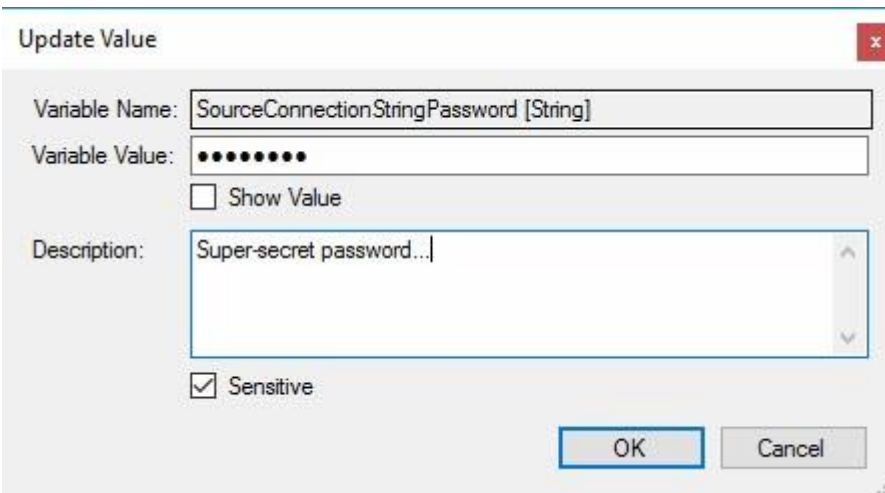 Update Value
x
Variable Name: SourceConnectionStringPassword [String]
Variable Value: ••••••••
Show Value
Description: Super-secret password...
Sensitive
OK Cancel